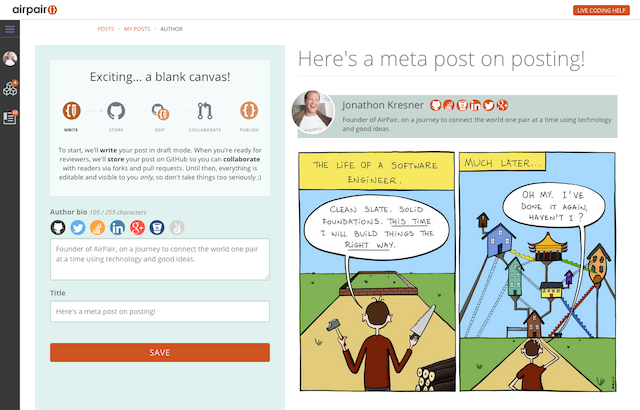 airpair
LIVE CODING HELP
POSTS
MY POSTS
AUTHOR
Exciting... a blank canvas!
WRITE
STORE
EDIT
COLLABORATE
PUBLISH
To start, we'll write your post in draft mode. When you're ready for
reviewers, we'll store your post on GitHub so you can collaborate
with readers via forks and pull requests. Until then, everything is
editable and visible to you only, so don't take things too seriously ;)
Author bio 105 / 255 characters
Founder of AirPair, on a journey to connect the world one pair
at a time using technology and good ideas.
Title
Here's a meta post on posting!
SAVE
Here's a meta post on posting!
Jonathon Kresner
Founder of AirPair, on a journey to connect the world one pair at a time using technology
and good ideas.
THE LIFE OF A SOFTWARE
ENGINEER.
CLEAN SLATE. SOLID
FOUNDATIONS. THIS TIME
I WILL BUILD THINGS THE
RIGHT WAY.
MUCH LATER...
OH MY. I'VE
DONE IT AGAIN,
HAVEN'T I ?